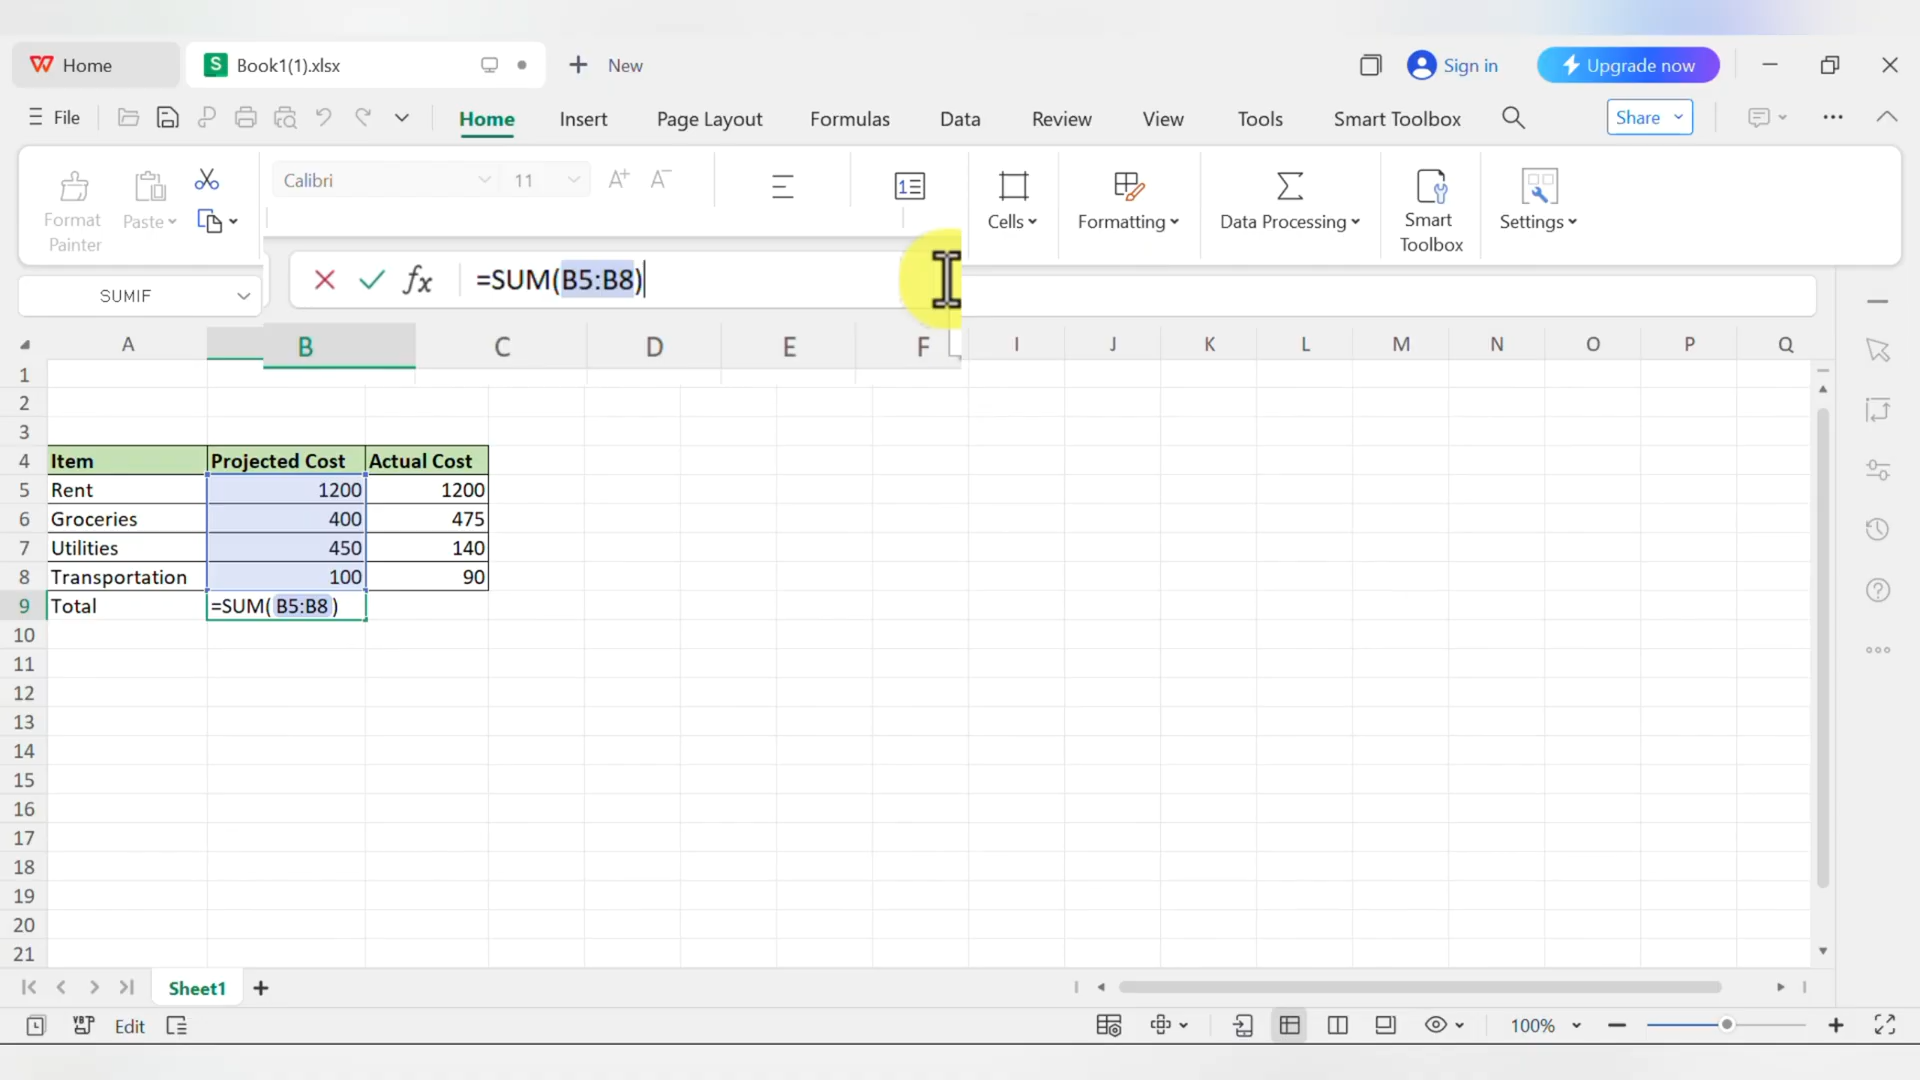 Home Book1(1).xlsx New Sign in Upgrade now
File Home Insert Page Layout Formulas Data Review View Tools Smart Toolbox Share
Format Painter Paste Calibri 11 A+ A- Cells Formatting Data Processing Smart Toolbox Settings
SUMIF fx =SUM(B5:B8)
A B C D E F I J K L M N O P Q
1
2
3
4 Item Projected Cost Actual Cost
5 Rent 1200 1200
6 Groceries 400 475
7 Utilities 450 140
8 Transportation 100 90
9 Total =SUM(B5:B8)
10
11
12
13
14
15
16
17
18
19
20
21
Sheet1
Edit 100%